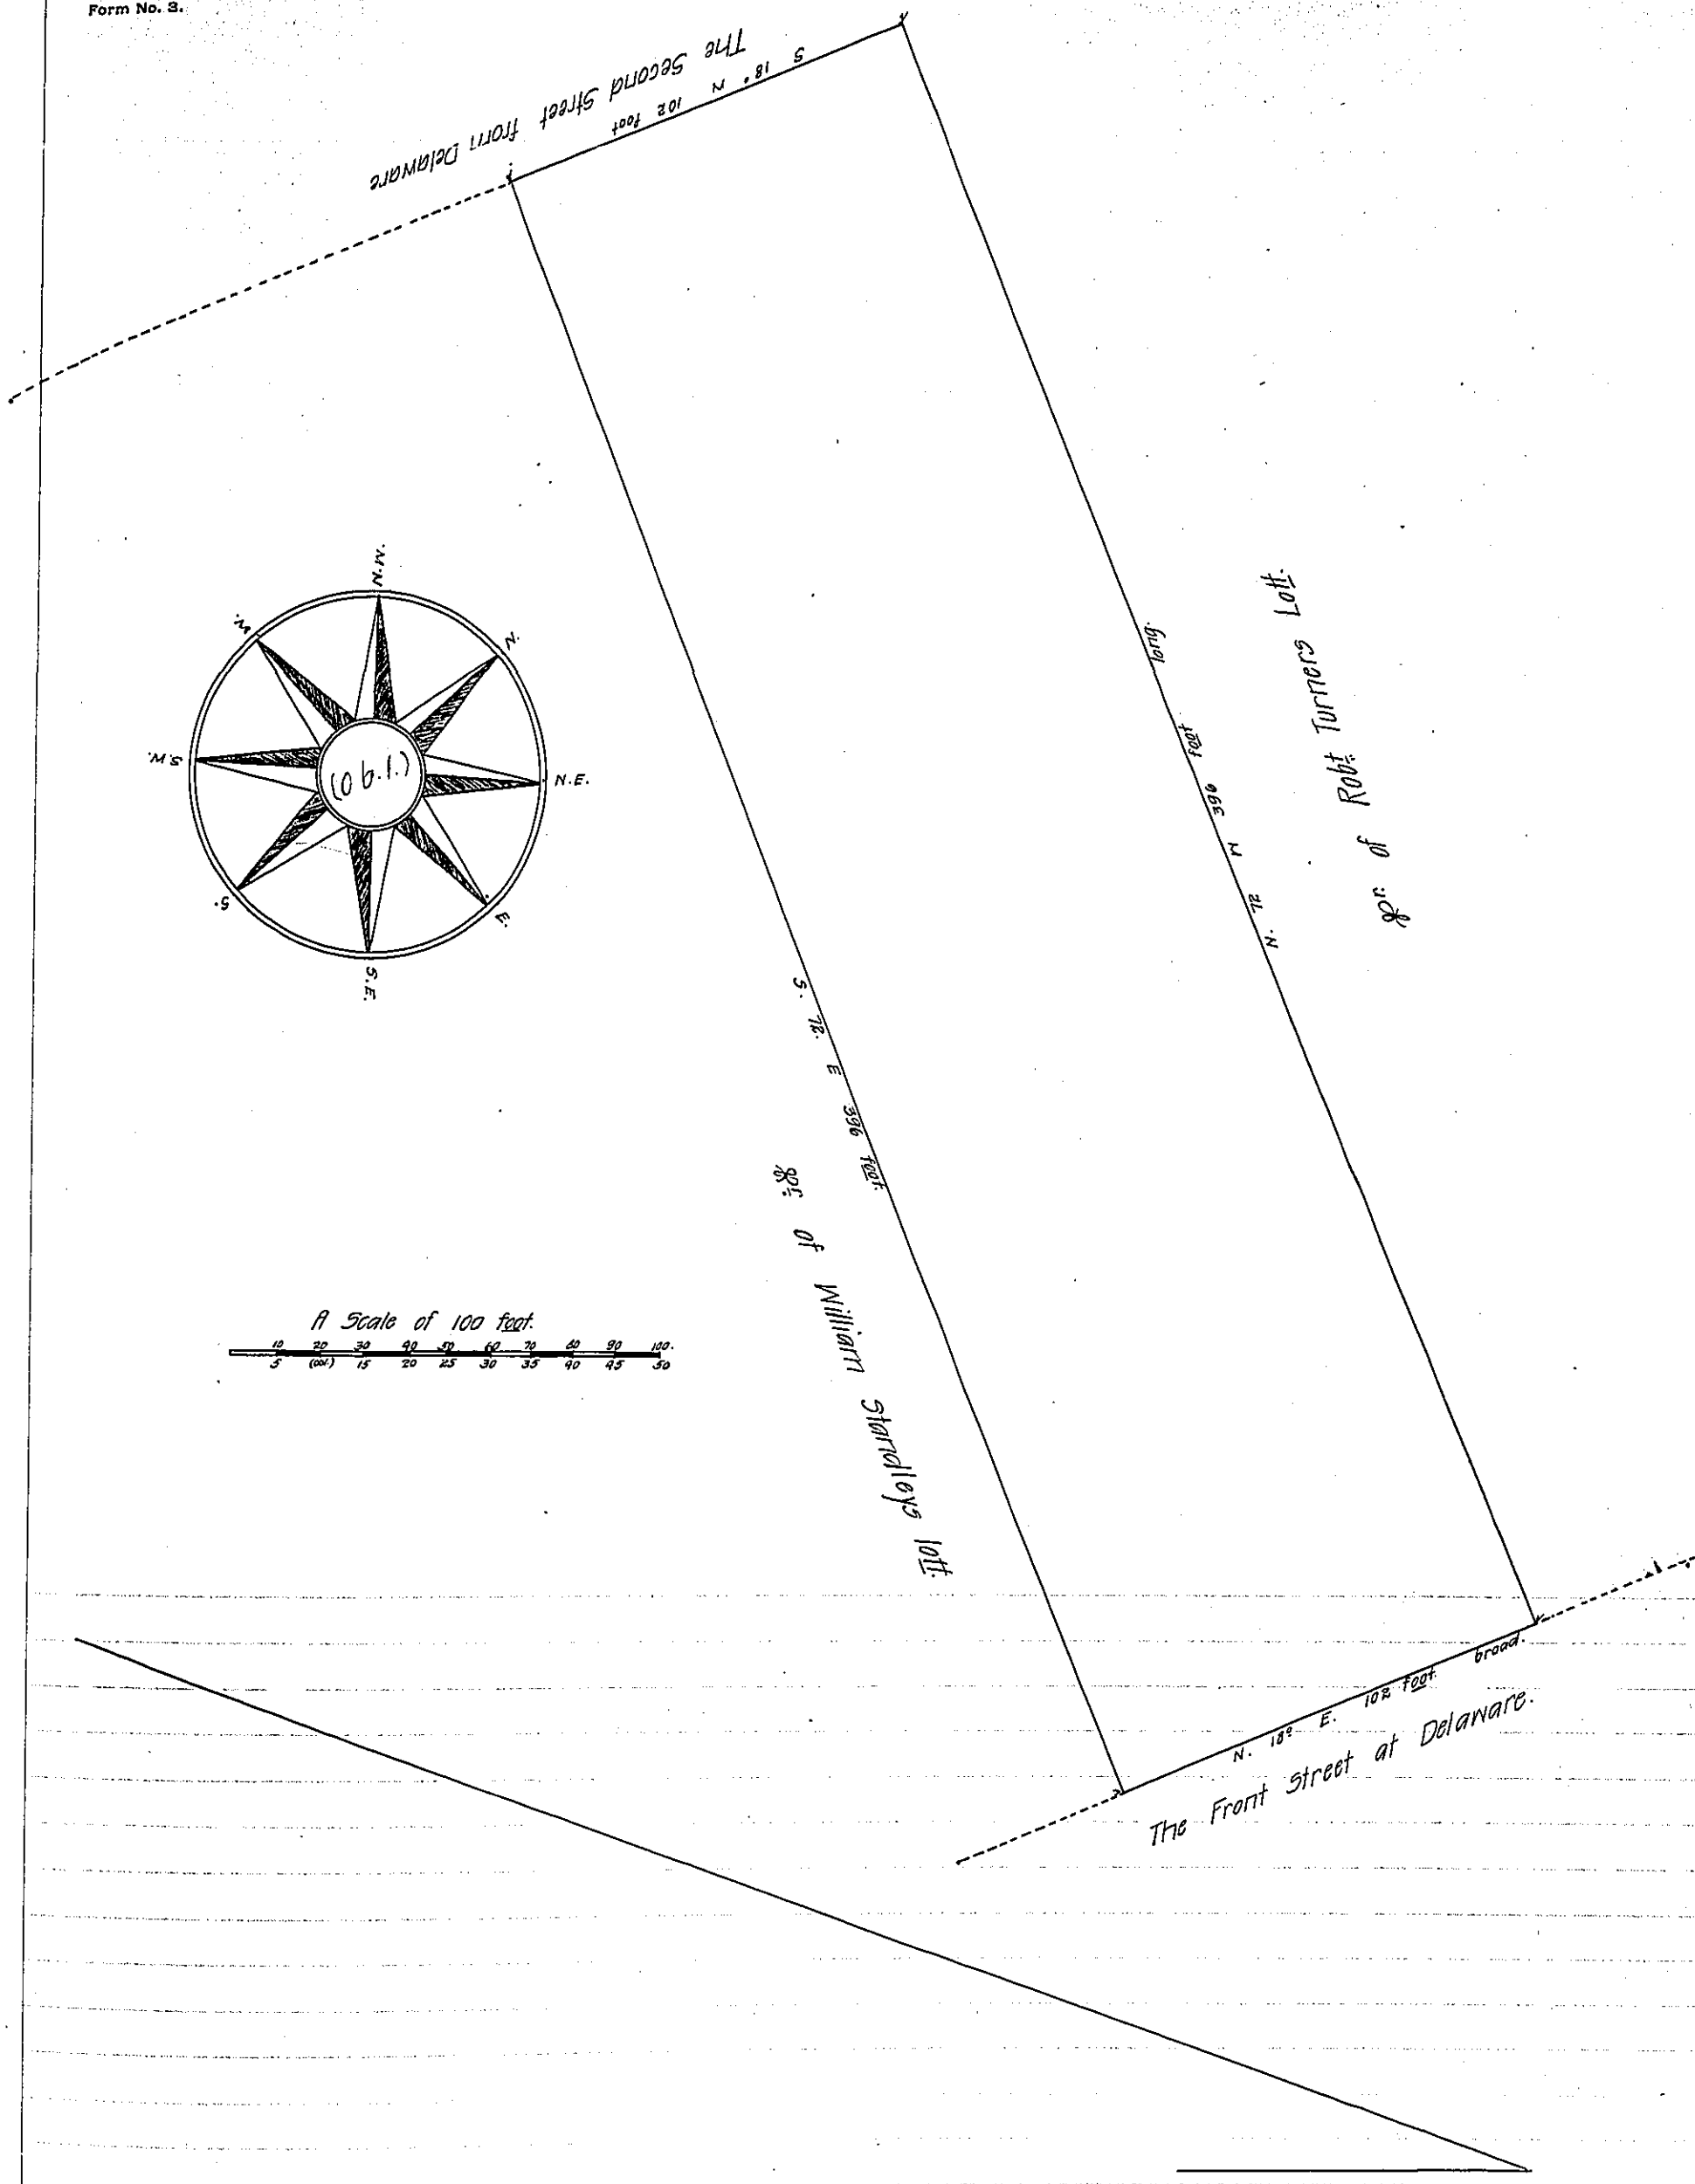 Form No. 3.
The Second Street from Delaware
S 18° W 102 foot
N.W.
W.
N.
S.W.
N.E.
S.
E.
S.E.
long.
foot
396
W
72
N.
of Robt Turners Lott.
S. 72. E 396 foot.
of William Standleys lott.
A Scale of 100 foot.
10 20 30 40 50 60 70 80 90 100.
5 15 20 25 30 35 40 45 50
N. 18° E. 102 foot. broad.
The Front Street at Delaware.